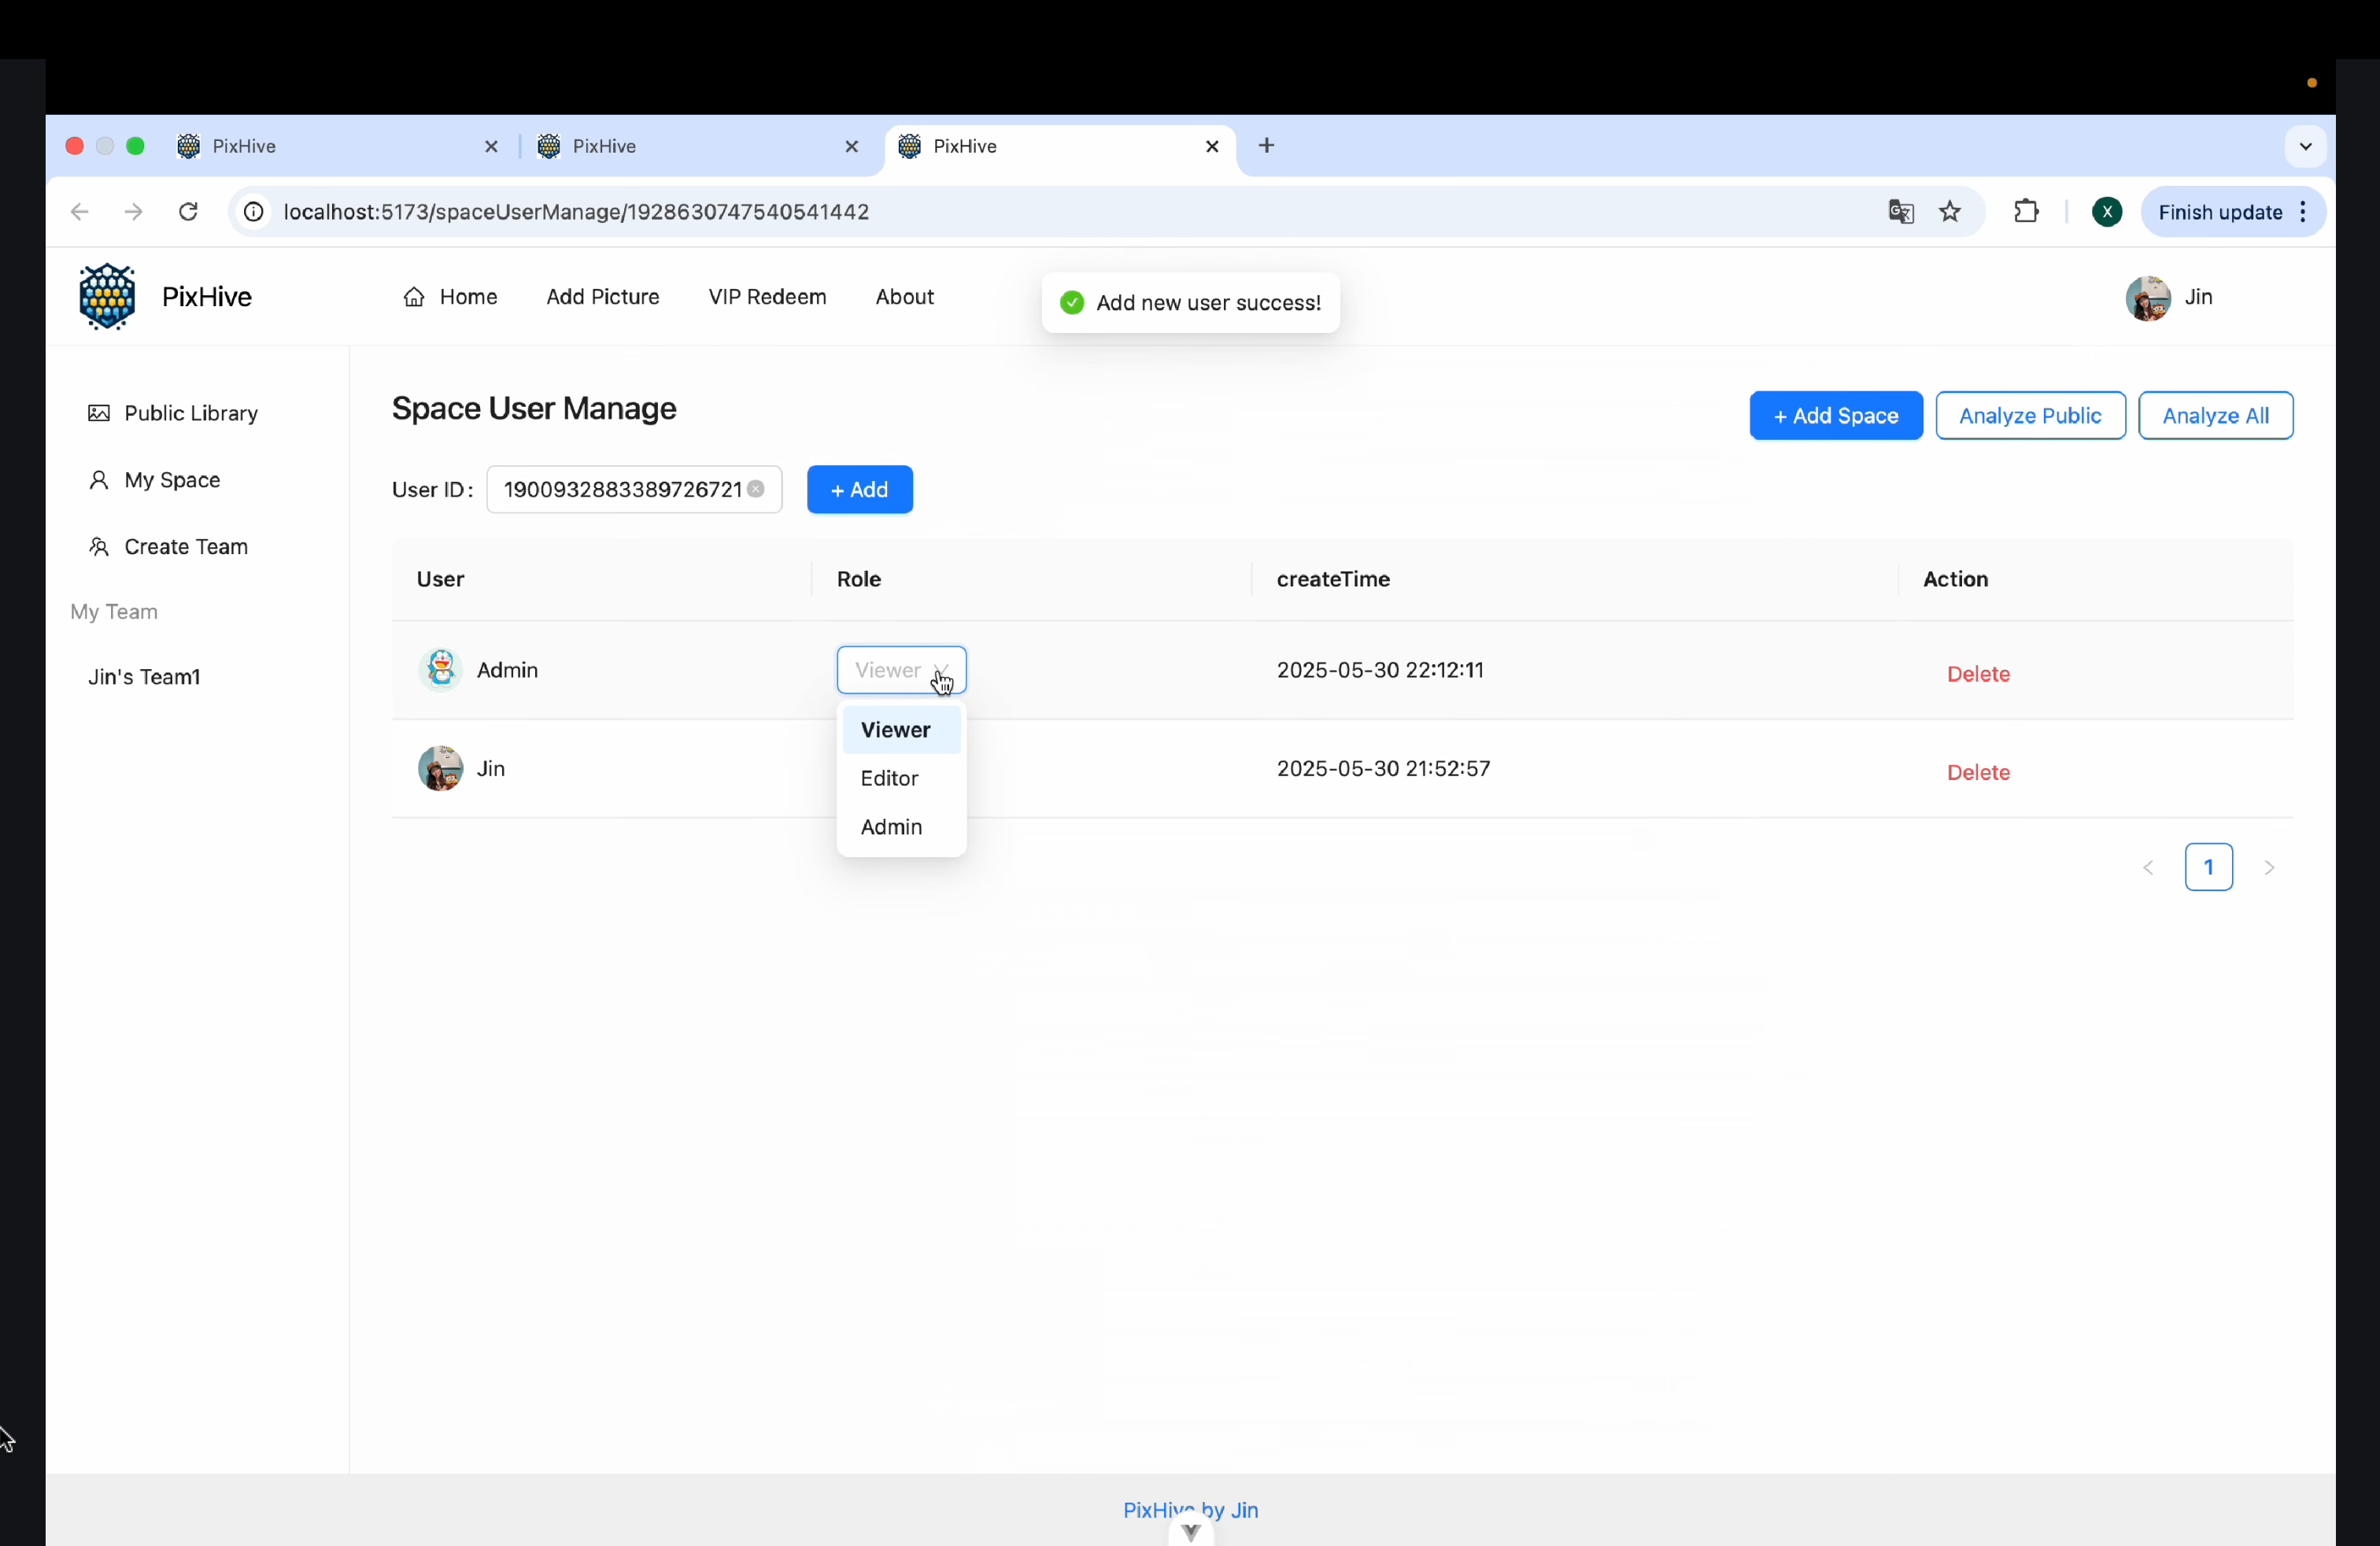 PixHive
PixHive
PixHive
localhost:5173/spaceUserManage/1928630747540541442
X
Finish update
PixHive
Home
Add Picture
VIP Redeem
About
Add new user success!
Jin
Public Library
My Space
Create Team
My Team
Jin's Team1
Space User Manage
+ Add Space
Analyze Public
Analyze All
User ID:
1900932883389726721
+ Add
User
Role
createTime
Action
Admin
Viewer
2025-05-30 22:12:11
Delete
Viewer
Editor
Admin
Jin
2025-05-30 21:52:57
Delete
1
PixHive by Jin